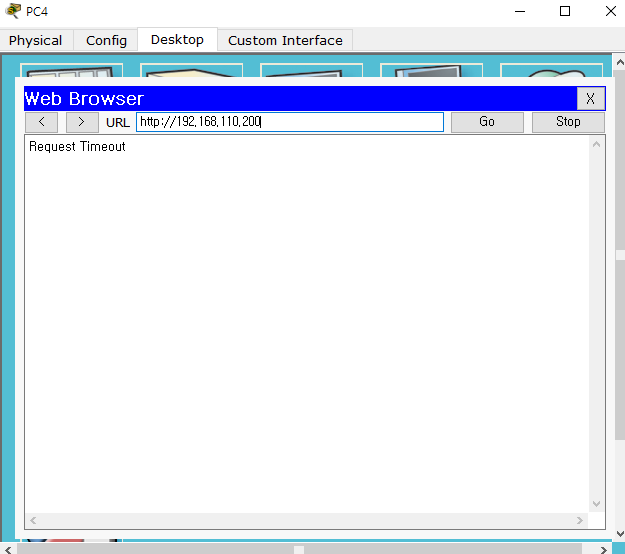 PC4
Physical Config Desktop Custom Interface
Web Browser X
< > URL http://192.168.110.200 Go Stop
Request Timeout